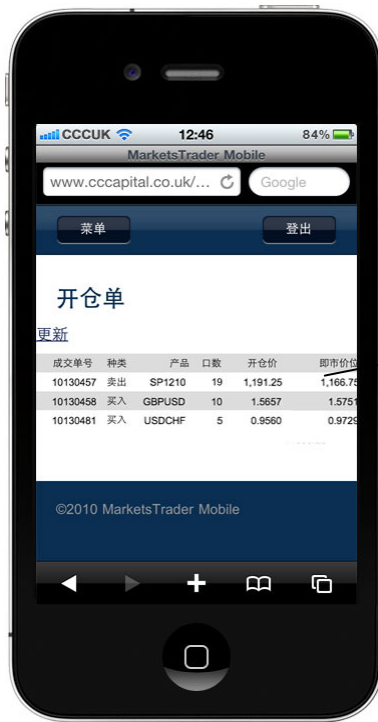 CCCUK 12:46 84%
MarketsTrader Mobile
www.cccapital.co.uk/... Google
菜单 登出
开仓单
更新
成交单号 种类 产品 口数 开仓价 即市价位
10130457 卖出 SP1210 19 1,191.25 1,166.75
10130458 买入 GBPUSD 10 1.5657 1.5751
10130481 买入 USDCHF 5 0.9560 0.9729
©2010 MarketsTrader Mobile